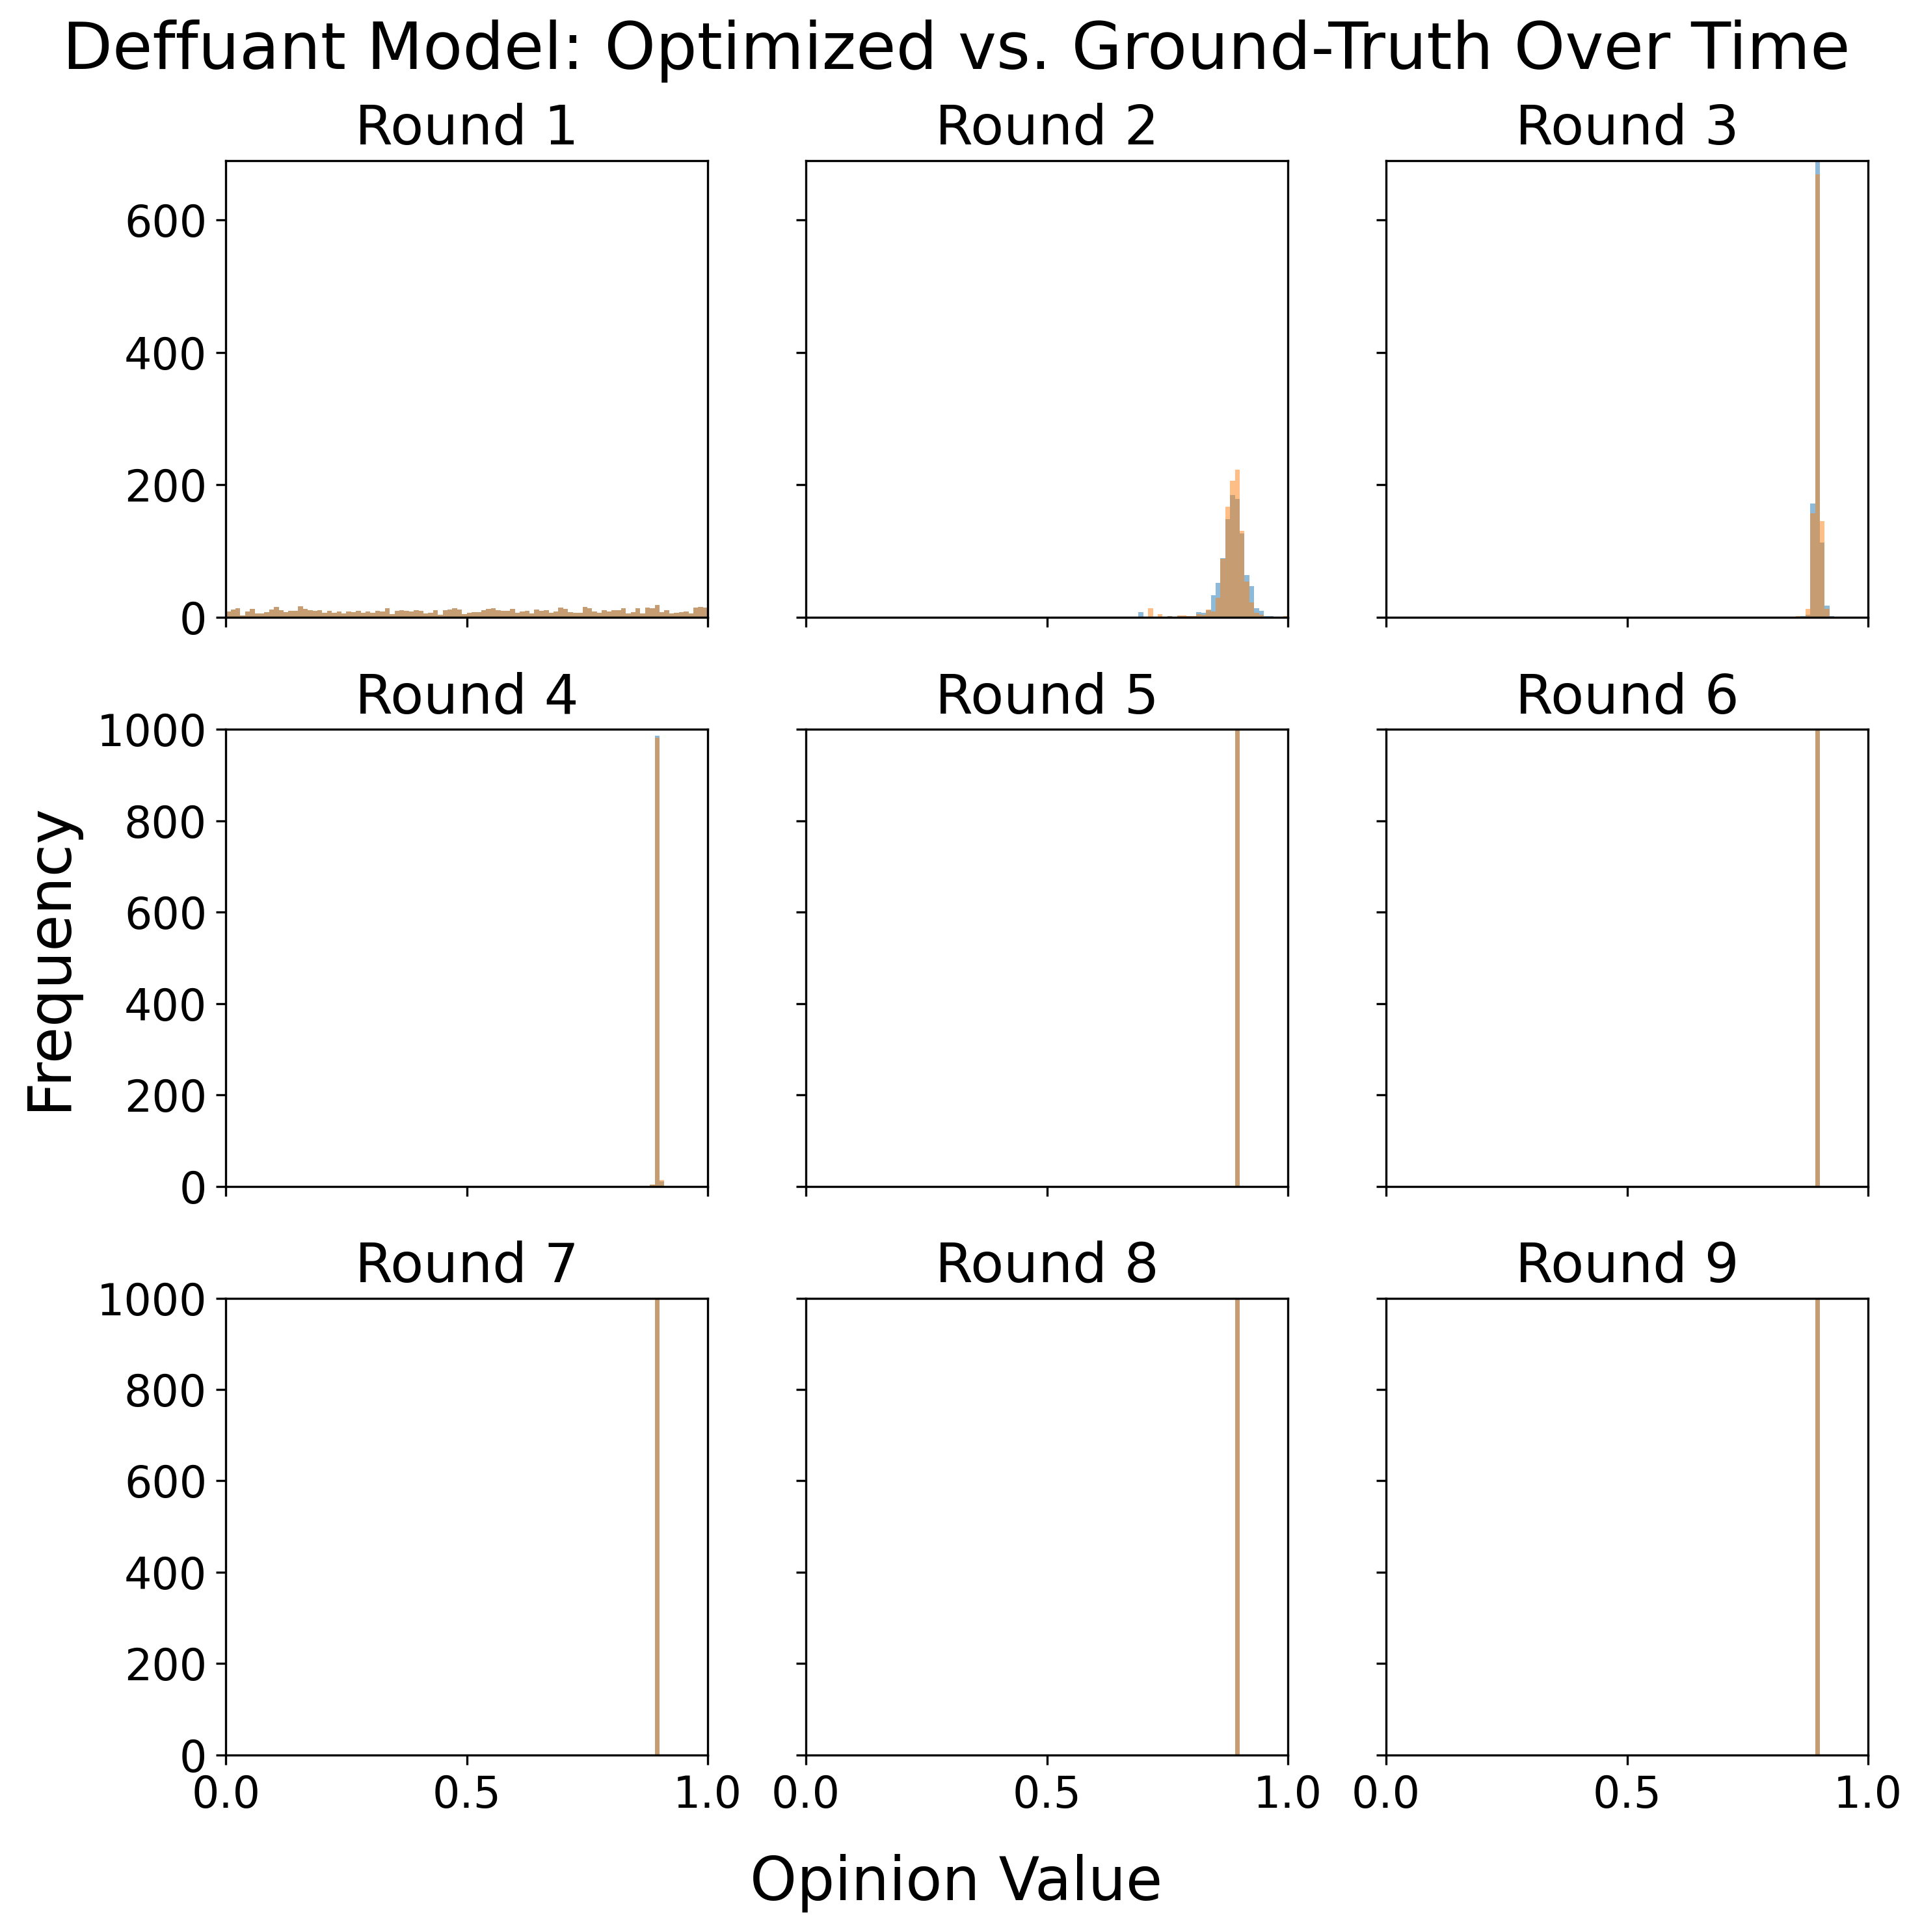 Deffuant Model: Optimized vs. Ground-Truth Over Time
Round 1
Round 2
Round 3
600
400
200
0
Round 4
Round 5
Round 6
1000
800
600
400
200
0
Frequency
Round 7
Round 8
Round 9
1000
800
600
400
200
0
0.0 0.5 1.0
0.0 0.5 1.0
0.0 0.5 1.0
Opinion Value